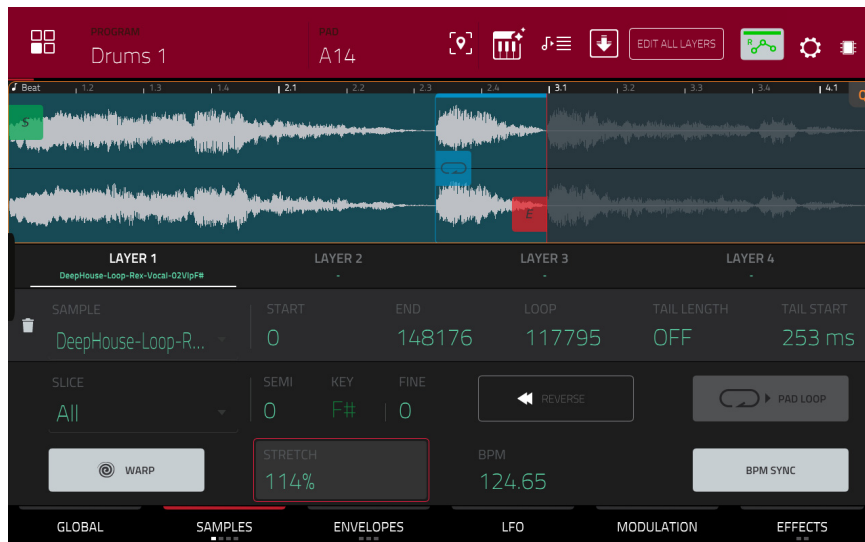 PROGRAM
PAD
Drums 1
A14
EDIT ALL LAYERS
R
Beat 1.2 1.3 1.4 2.1 2.2 2.3 2.4 3.1 3.2 3.3 3.4 4.1
Q
S
E
LAYER 1 LAYER 2 LAYER 3 LAYER 4
DeepHouse-Loop-Rex-Vocal-02VlpF# - - -
SAMPLE START END LOOP TAIL LENGTH TAIL START
DeepHouse-Loop-R... 0 148176 117795 OFF 253 ms
SLICE SEMI KEY FINE
All 0 F# 0
REVERSE
PAD LOOP
STRETCH BPM
WARP 114% 124.65 BPM SYNC
GLOBAL SAMPLES ENVELOPES LFO MODULATION EFFECTS